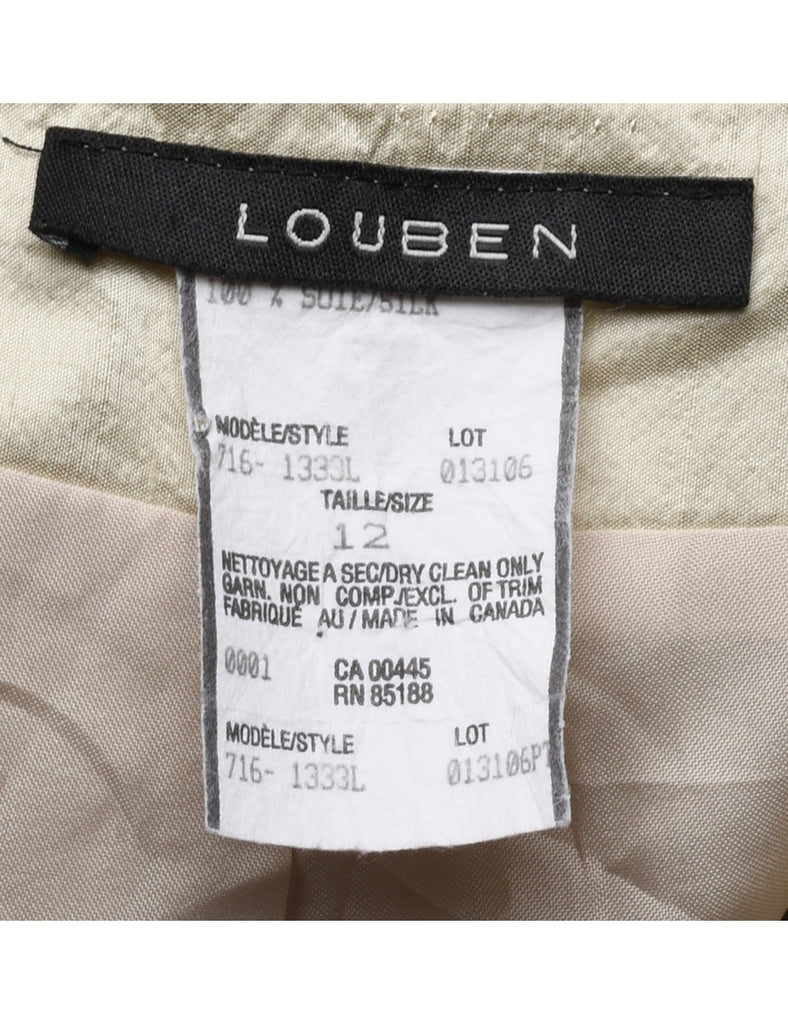 LOUBEN
100 % SOIE/SILK
MODÈLE/STYLE LOT
716- 1333L 013106
TAILLE/SIZE
12
NETTOYAGE A SEC/DRY CLEAN ONLY
GARN. NON COMP./EXCL. OF TRIM
FABRIQUÉ AU / MADE IN CANADA
0001 CA 00445
RN 85188
MODÈLE/STYLE LOT
716- 1333L 013106PT